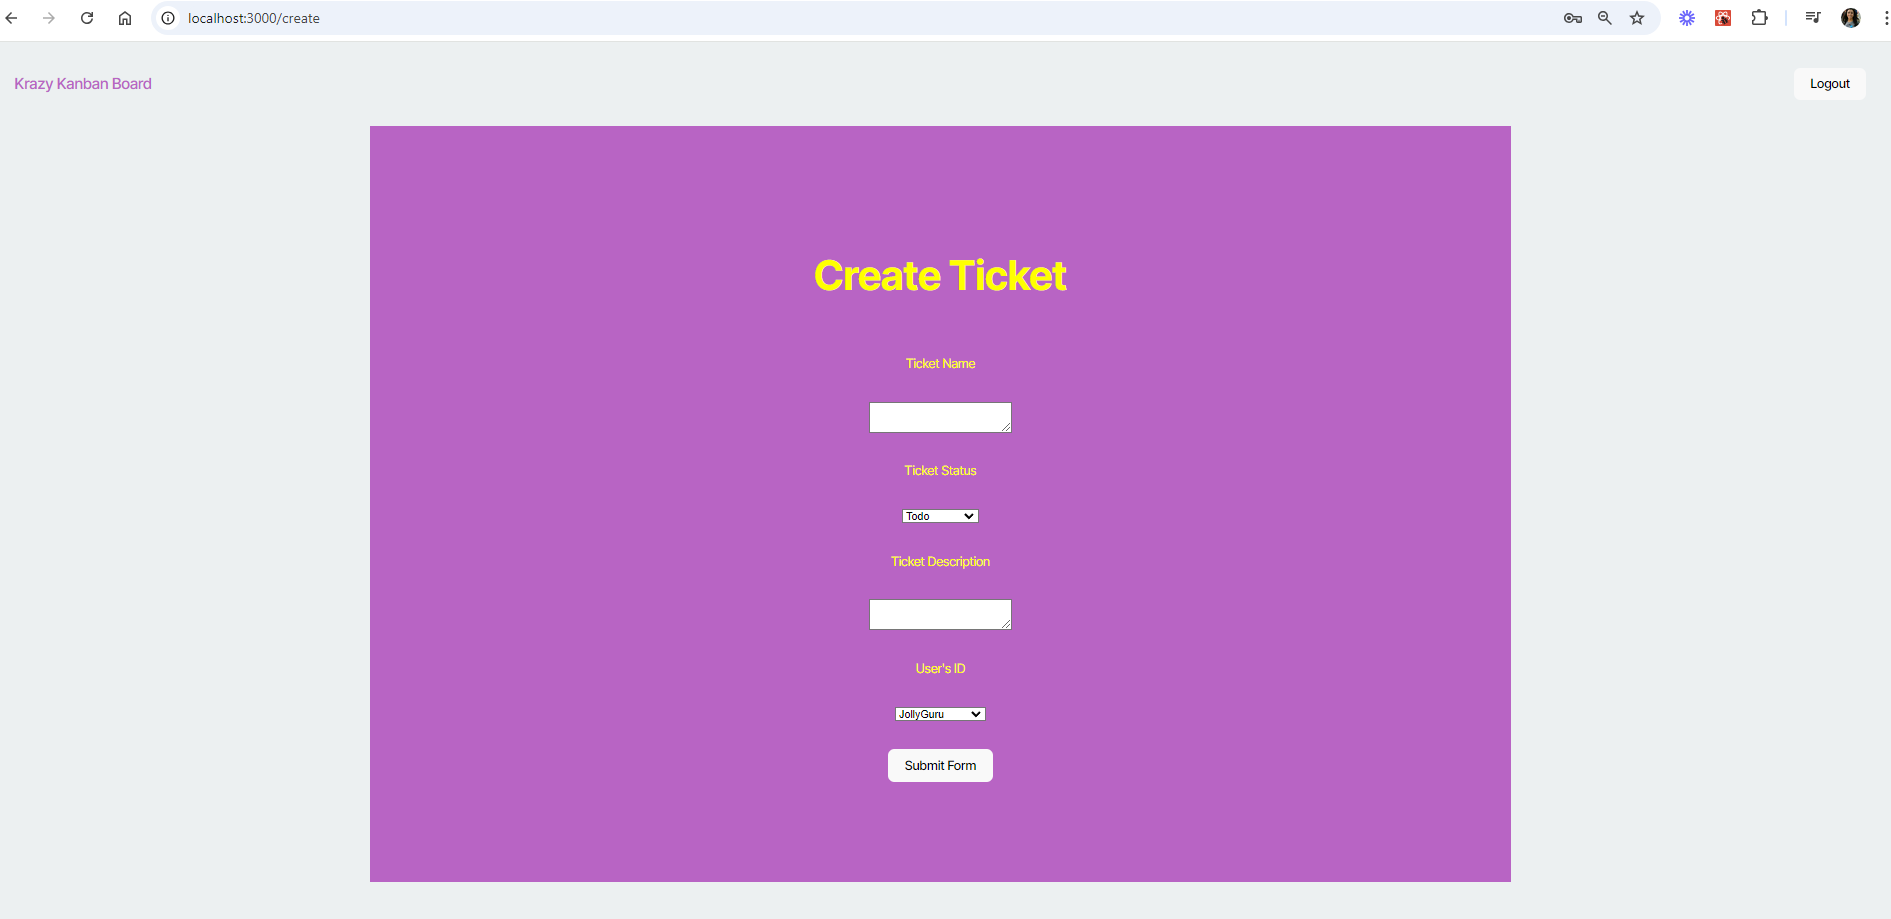 localhost:3000/create
Krazy Kanban Board
Logout
Create Ticket
Ticket Name
Ticket Status
Todo
Ticket Description
User's ID
JollyGuru
Submit Form